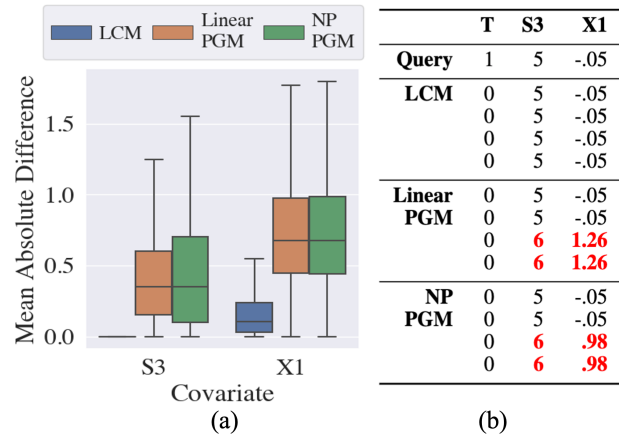 LCM Linear PGM NP PGM
Mean Absolute Difference
1.5
1.0
0.5
0.0
S3 X1
Covariate
(a)
T S3 X1
Query 1 5 -.05
LCM 0 5 -.05
0 5 -.05
0 5 -.05
0 5 -.05
Linear 0 5 -.05
PGM 0 5 -.05
0 6 1.26
0 6 1.26
NP 0 5 -.05
PGM 0 5 -.05
0 6 .98
0 6 .98
(b)